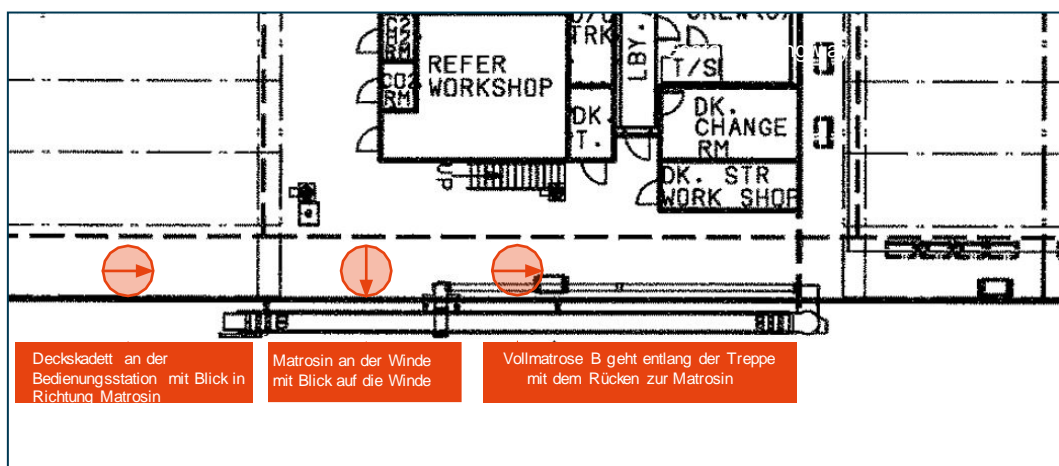 C2
H2
RM
CO2
RM
REFER
WORKSHOP
TRK
DK.
T.
LBY.
T/S
DK.
CHANGE
RM
DK. STR
WORK SHOP
UP
Deckskadett an der
Bedienungsstation mit Blick in
Richtung Matrosin
Matrosin an der Winde
mit Blick auf die Winde
Vollmatrose B geht entlang der Treppe
mit dem Rücken zur Matrosin